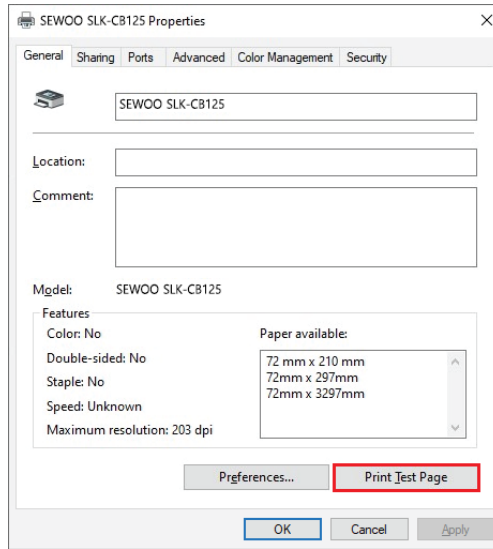 SEWOO SLK-CB125 Properties
General Sharing Ports Advanced Color Management Security
SEWOO SLK-CB125
Location:
Comment:
Model: SEWOO SLK-CB125
Features
Color: No
Double-sided: No
Staple: No
Speed: Unknown
Maximum resolution: 203 dpi
Paper available:
72 mm x 210 mm
72mm x 297mm
72mm x 3297mm
Preferences... Print Test Page
OK Cancel Apply